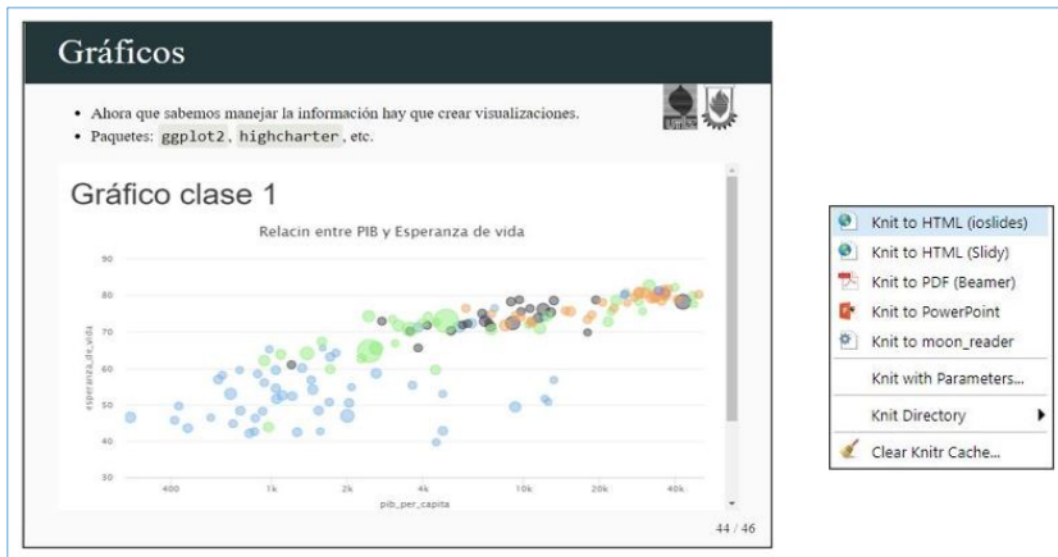 Gráficos
• Ahora que sabemos manejar la información hay que crear visualizaciones.
• Paquetes: ggplot2, highcharter, etc.
Gráfico clase 1
Relacin entre PIB y Esperanza de vida
90
80
70
60
50
40
30
esperanza_de_vida
400 1k 2k 4k 10k 20k 40k
pib_per_capita
44 / 46
Knit to HTML (ioslides)
Knit to HTML (Slidy)
Knit to PDF (Beamer)
Knit to PowerPoint
Knit to moon_reader
Knit with Parameters...
Knit Directory
Clear Knitr Cache...